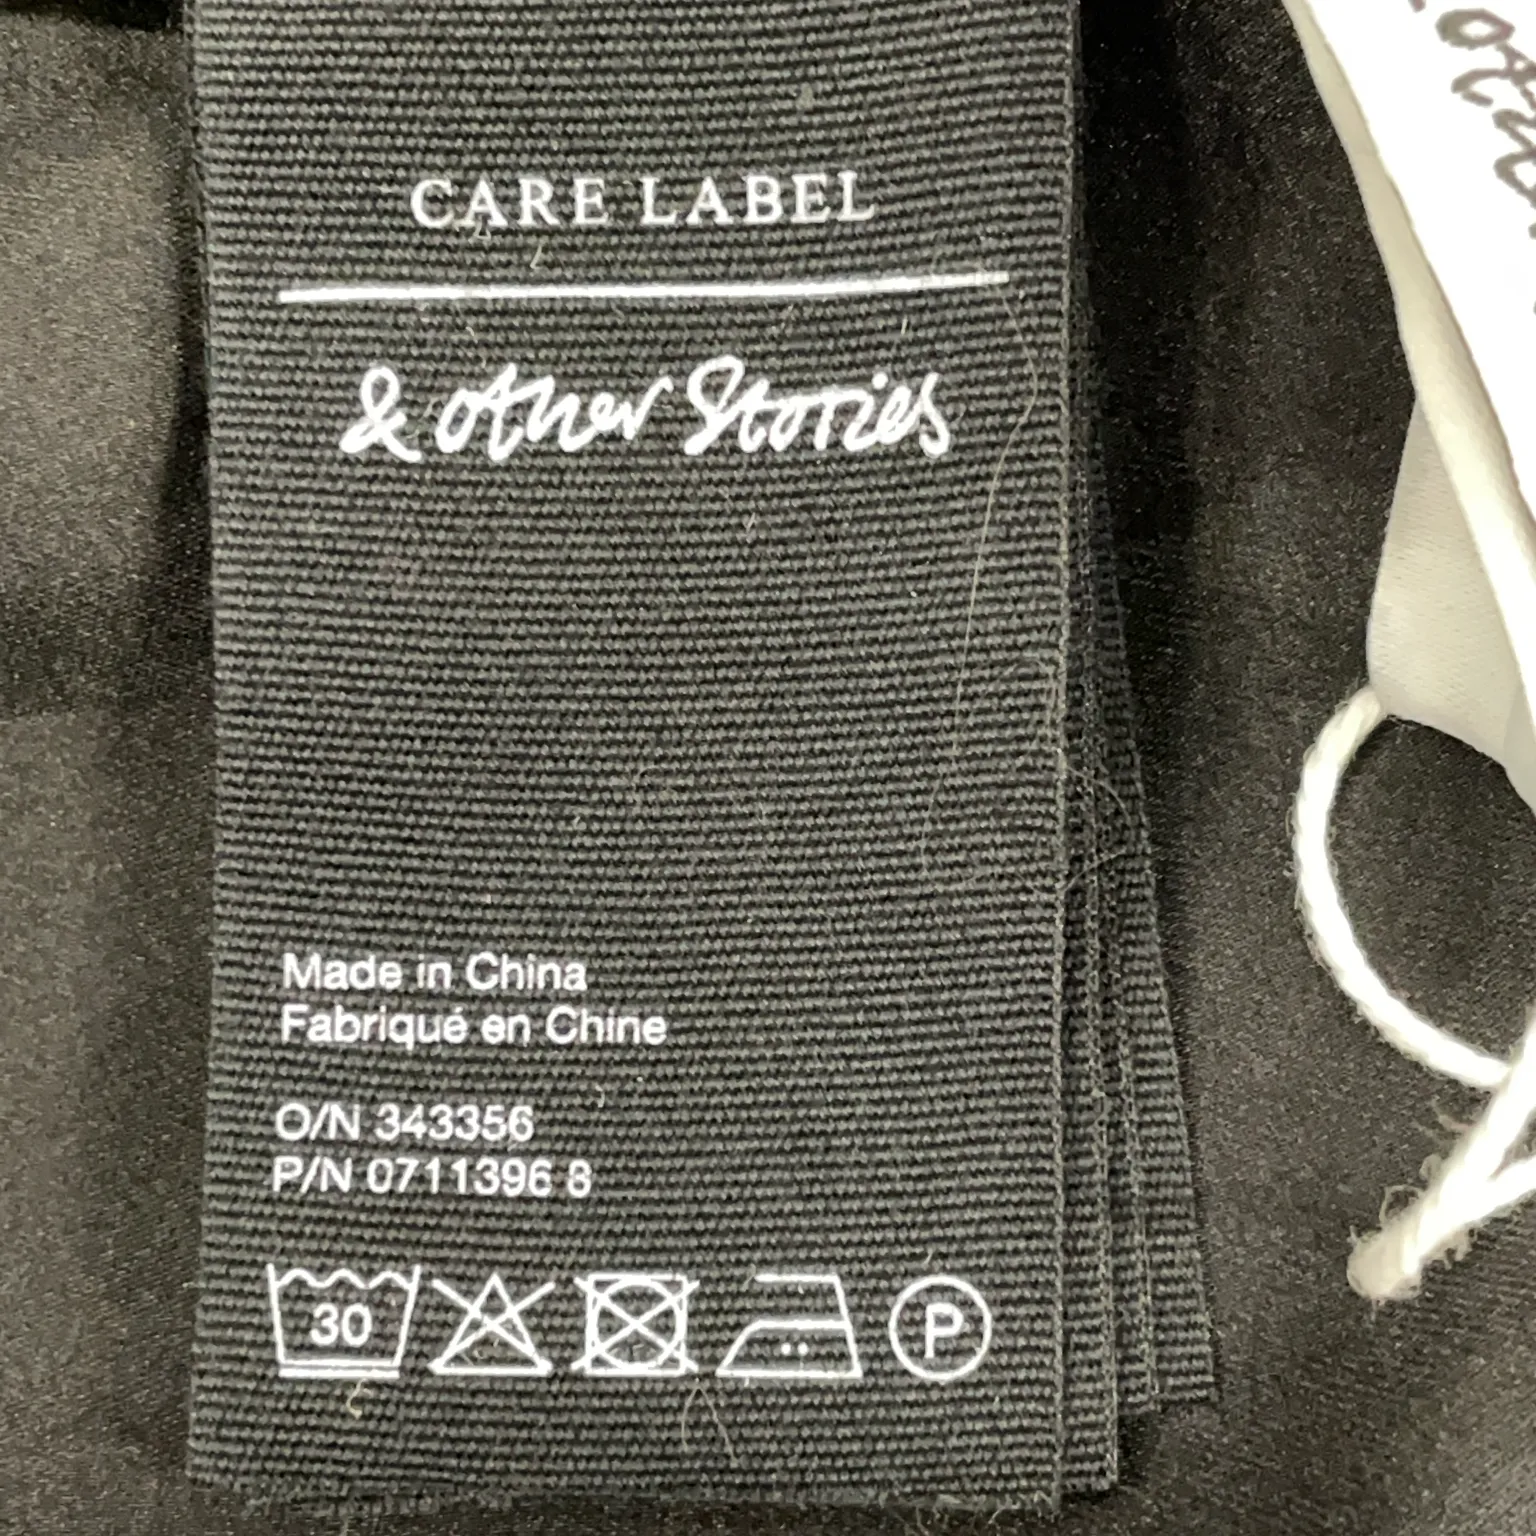 CARE LABEL
& other Stories
Made in China
Fabriqué en Chine
O/N 343356
P/N 0711396 8
30
P